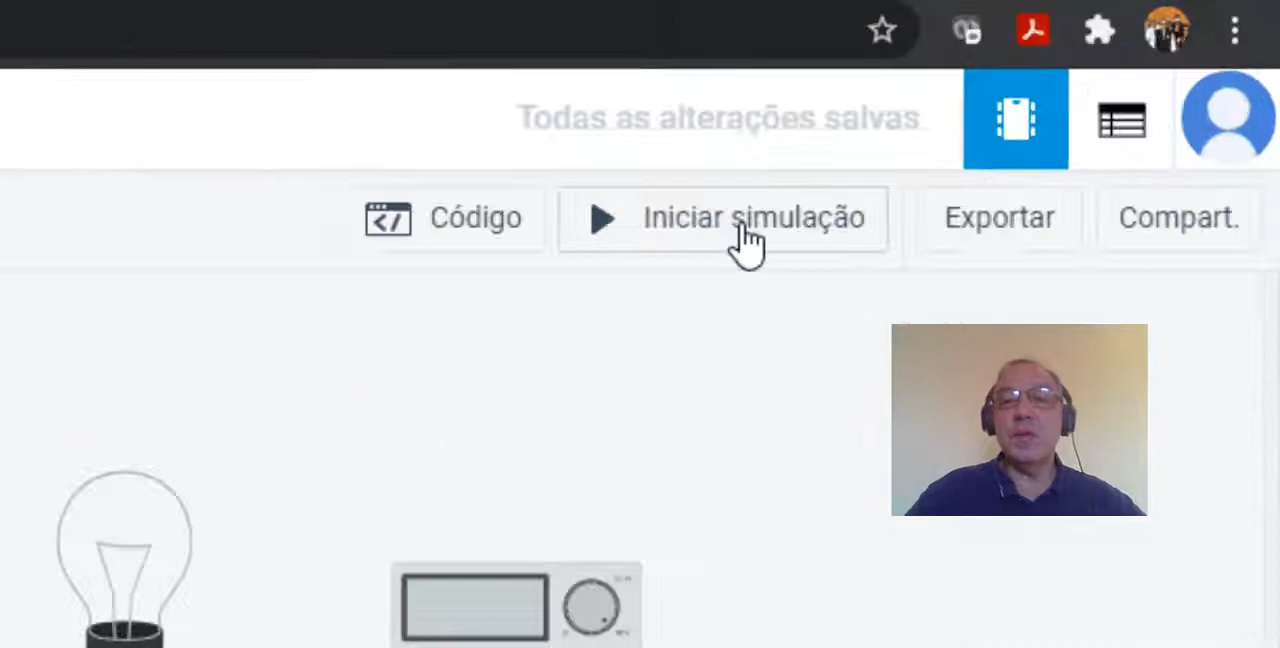 Todas as alterações salvas
Código
Iniciar simulação
Exportar
Compart.